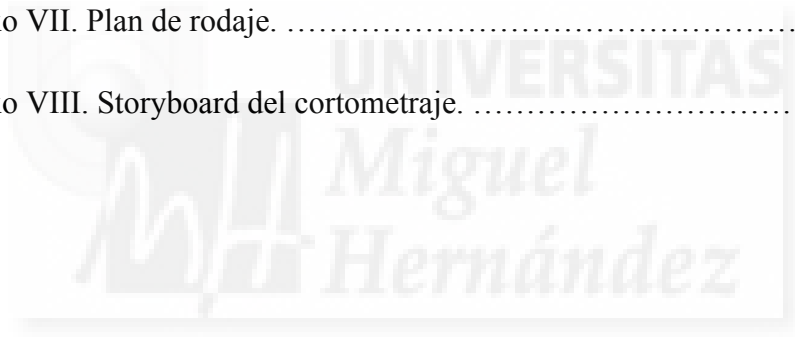 o VII. Plan de rodaje. ……………………………………………………
o VIII. Storyboard del cortometraje. ………………………………
UNIVERSITAS
Miguel
Hernández